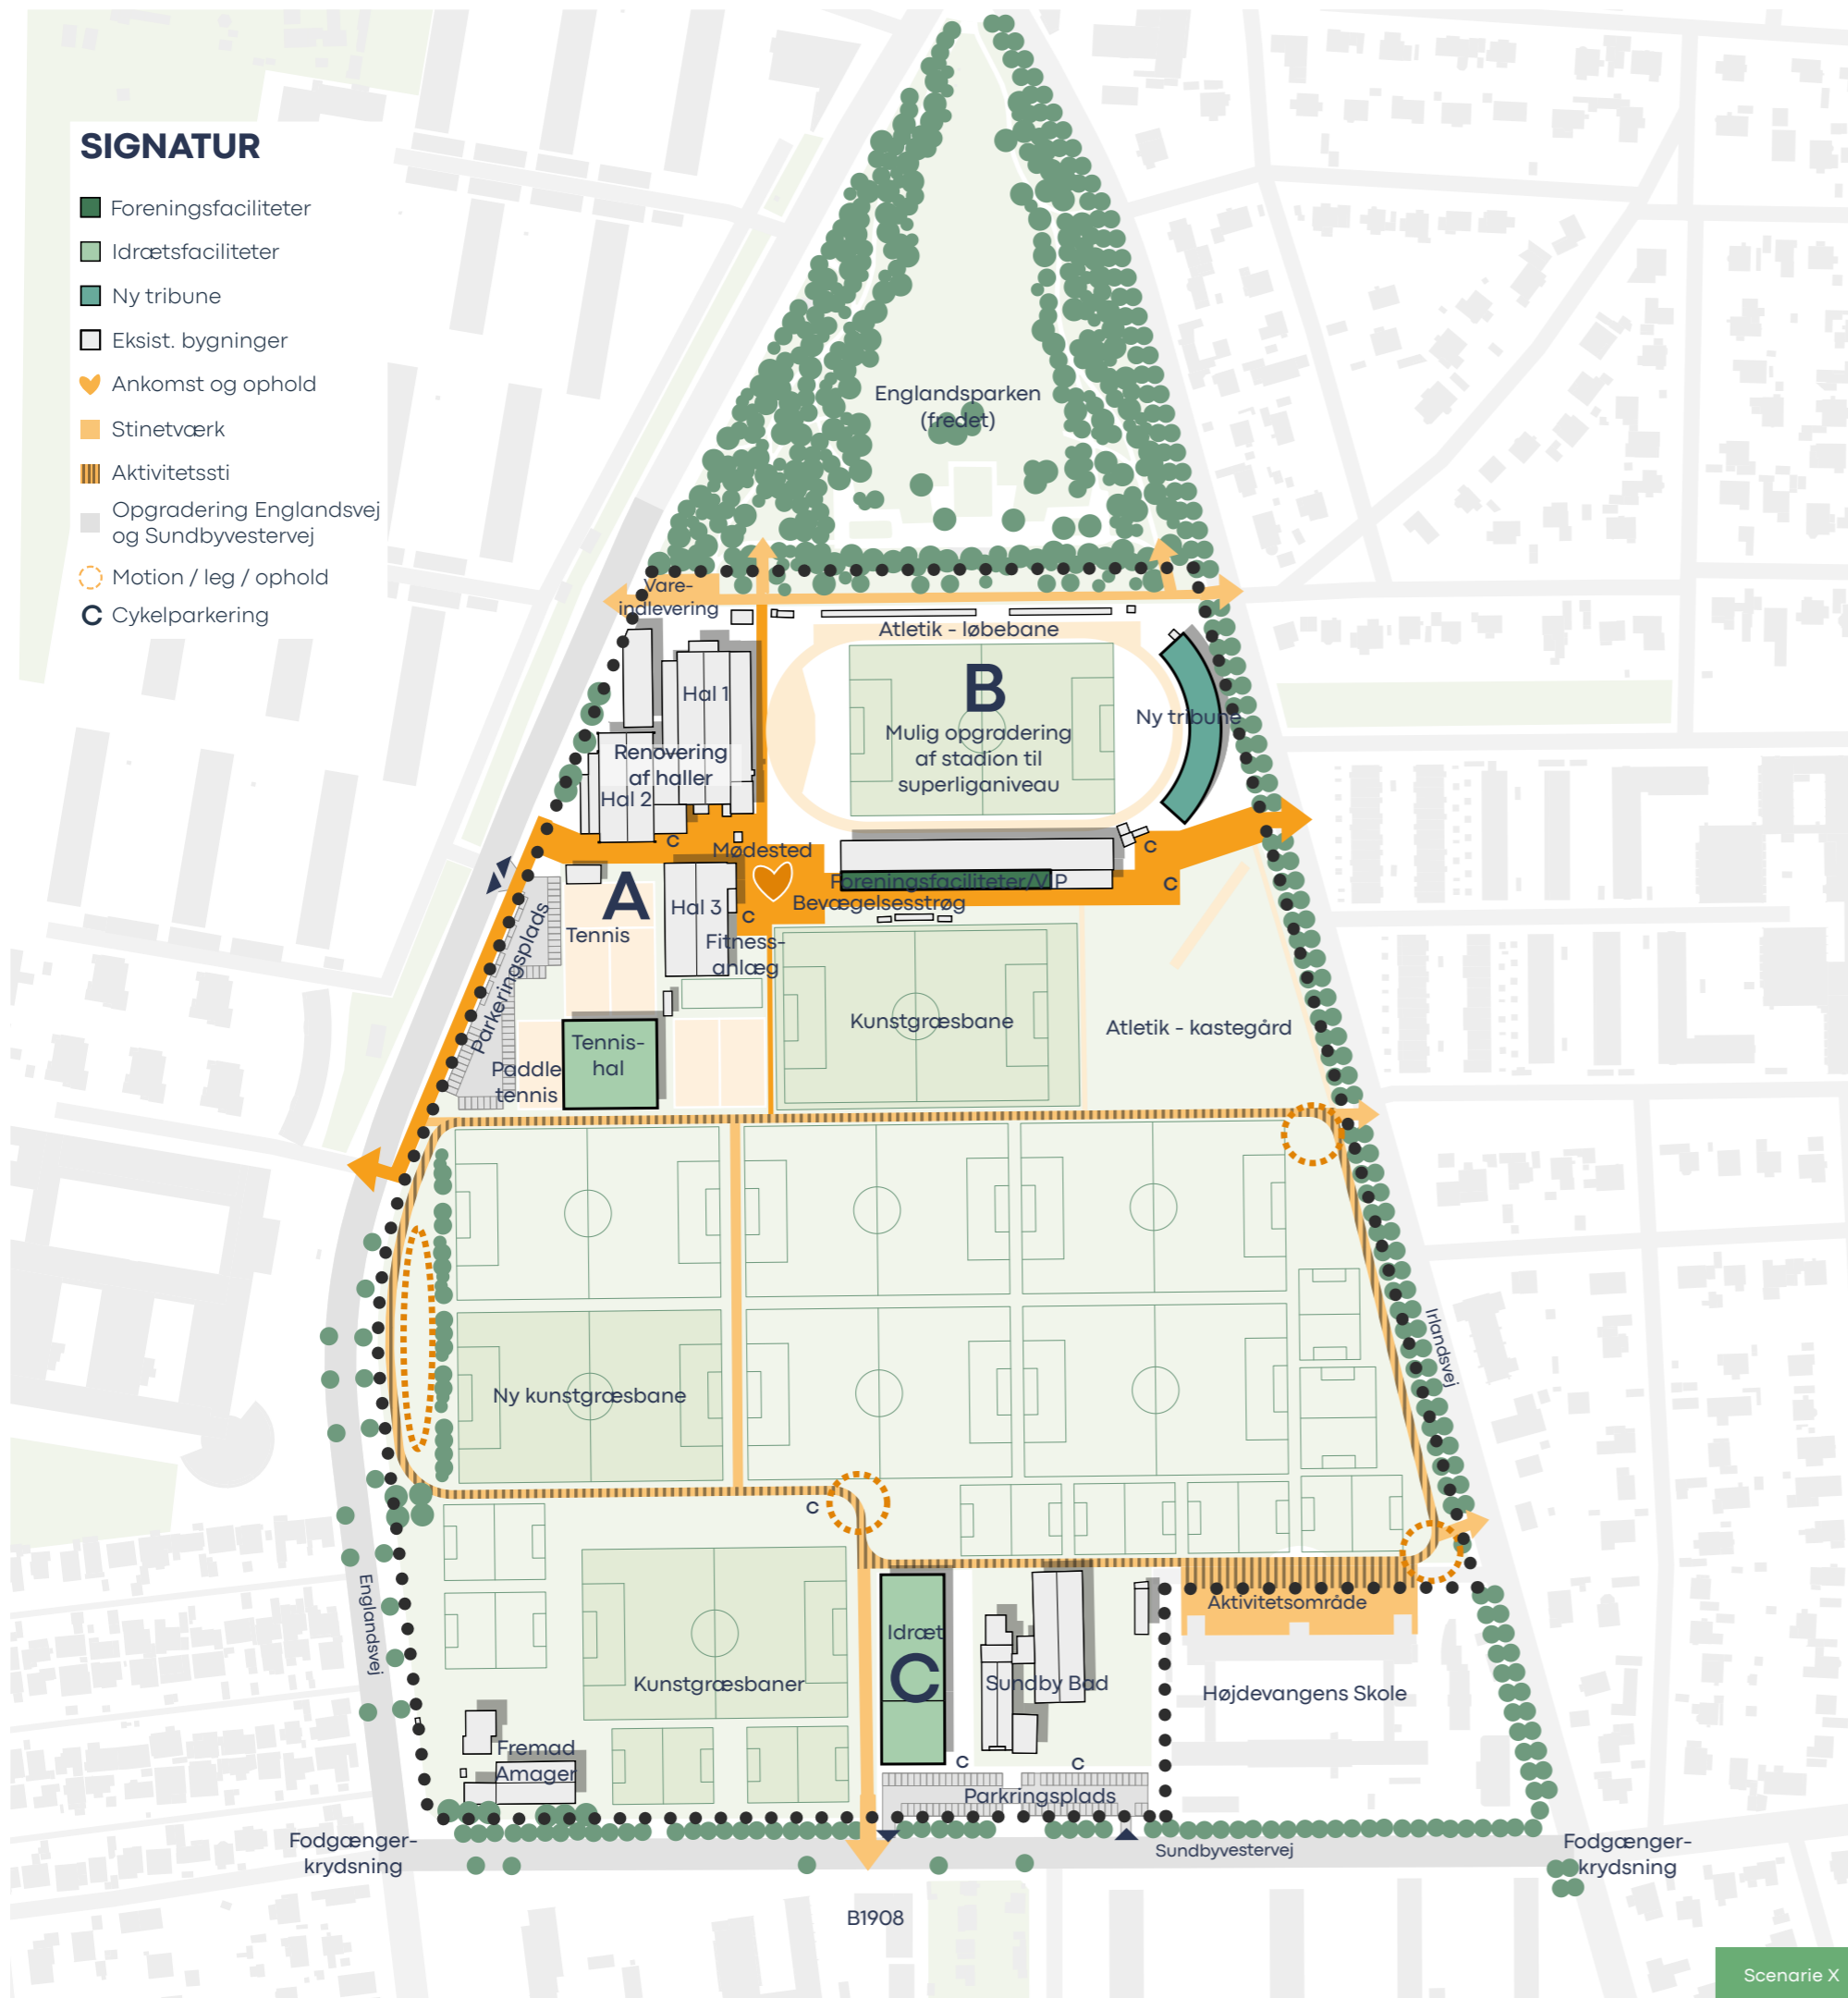 SIGNATUR
Foreningsfaciliteter
Idrætsfaciliteter
Ny tribune
Eksist. bygninger
Ankomst og ophold
Stinetværk
Aktivitetssti
Opgradering Englandsvej
og Sundbyvestervej
Motion / leg / ophold
C Cykelparkering
Englandsparken
(fredet)
Vare-
indlevering
Atletik - løbebane
Hal 1
B
Ny tribune
Mulig opgradering
af stadion til
superliganiveau
Renovering
af haller
Hal 2
C
Mødested
C
Foreningsfaciliteter/VIP
C
A
Hal 3
Bevægelsesstrøg
C
Tennis
Fitness-
anlæg
Parkeringsplads
Kunstgræsbane
Atletik - kastegård
Tennis-
hal
Paddle
tennis
Irlandsvej
Ny kunstgræsbane
C
Englandsvej
Aktivitetsområde
Idræt
C
Kunstgræsbaner
Sundby Bad
Højdevangens Skole
Fremad
Amager
C
C
Parkringsplads
Fodgænger-
krydsning
Sundbyvestervej
Fodgænger-
krydsning
B1908
Scenarie X